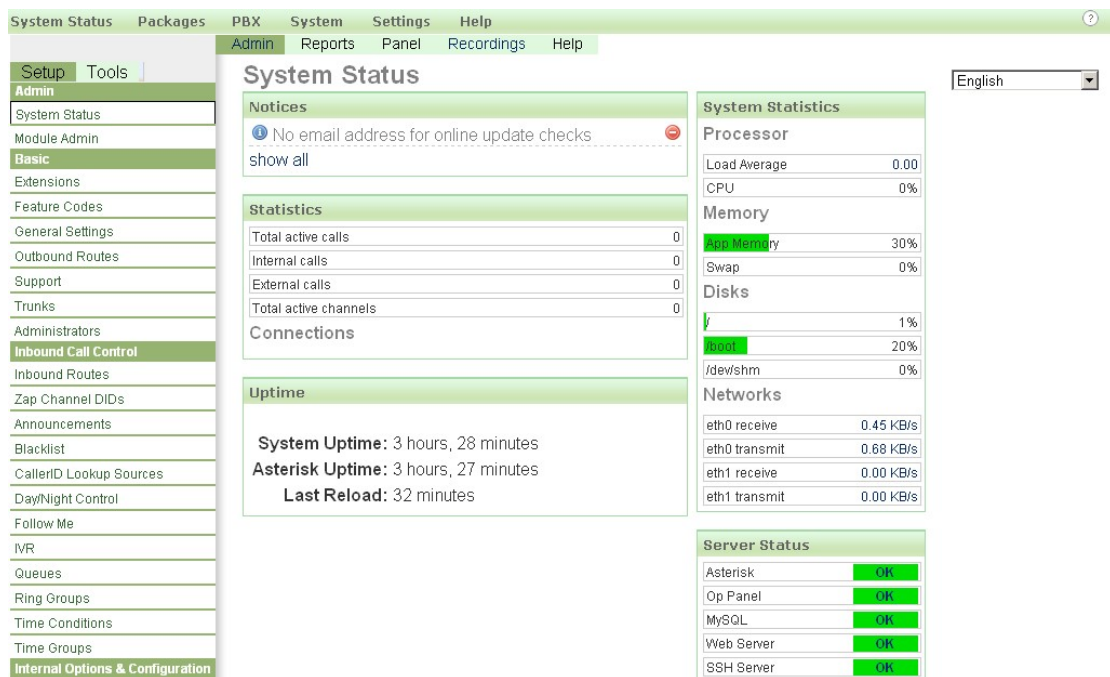 System Status Packages PBX System Settings Help ?
Admin Reports Panel Recordings Help
Setup Tools
Admin
System Status
Module Admin
Basic
Extensions
Feature Codes
General Settings
Outbound Routes
Support
Trunks
Administrators
Inbound Call Control
Inbound Routes
Zap Channel DIDs
Announcements
Blacklist
CallerID Lookup Sources
Day/Night Control
Follow Me
IVR
Queues
Ring Groups
Time Conditions
Time Groups
Internal Options & Configuration
System Status
English
Notices
No email address for online update checks
show all
Statistics
Total active calls 0
Internal calls 0
External calls 0
Total active channels 0
Connections
Uptime
System Uptime: 3 hours, 28 minutes
Asterisk Uptime: 3 hours, 27 minutes
Last Reload: 32 minutes
System Statistics
Processor
Load Average 0.00
CPU 0%
Memory
App Memory 30%
Swap 0%
Disks
/ 1%
/boot 20%
/dev/shm 0%
Networks
eth0 receive 0.45 KB/s
eth0 transmit 0.68 KB/s
eth1 receive 0.00 KB/s
eth1 transmit 0.00 KB/s
Server Status
Asterisk OK
Op Panel OK
MySQL OK
Web Server OK
SSH Server OK